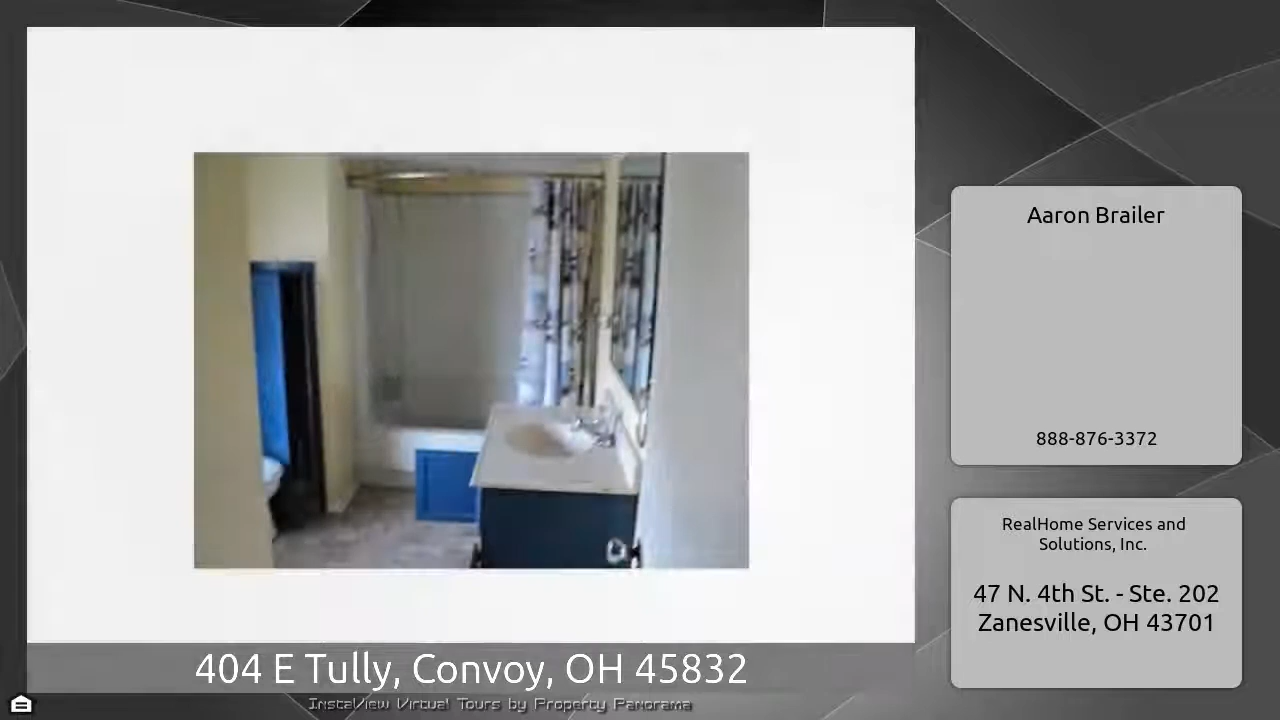 Aaron Brailer
888-876-3372
RealHome Services and
Solutions, Inc.
47 N. 4th St. - Ste. 202
Zanesville, OH 43701
404 E Tully, Convoy, OH 45832
InstaView Virtual Tours by Property Panorama